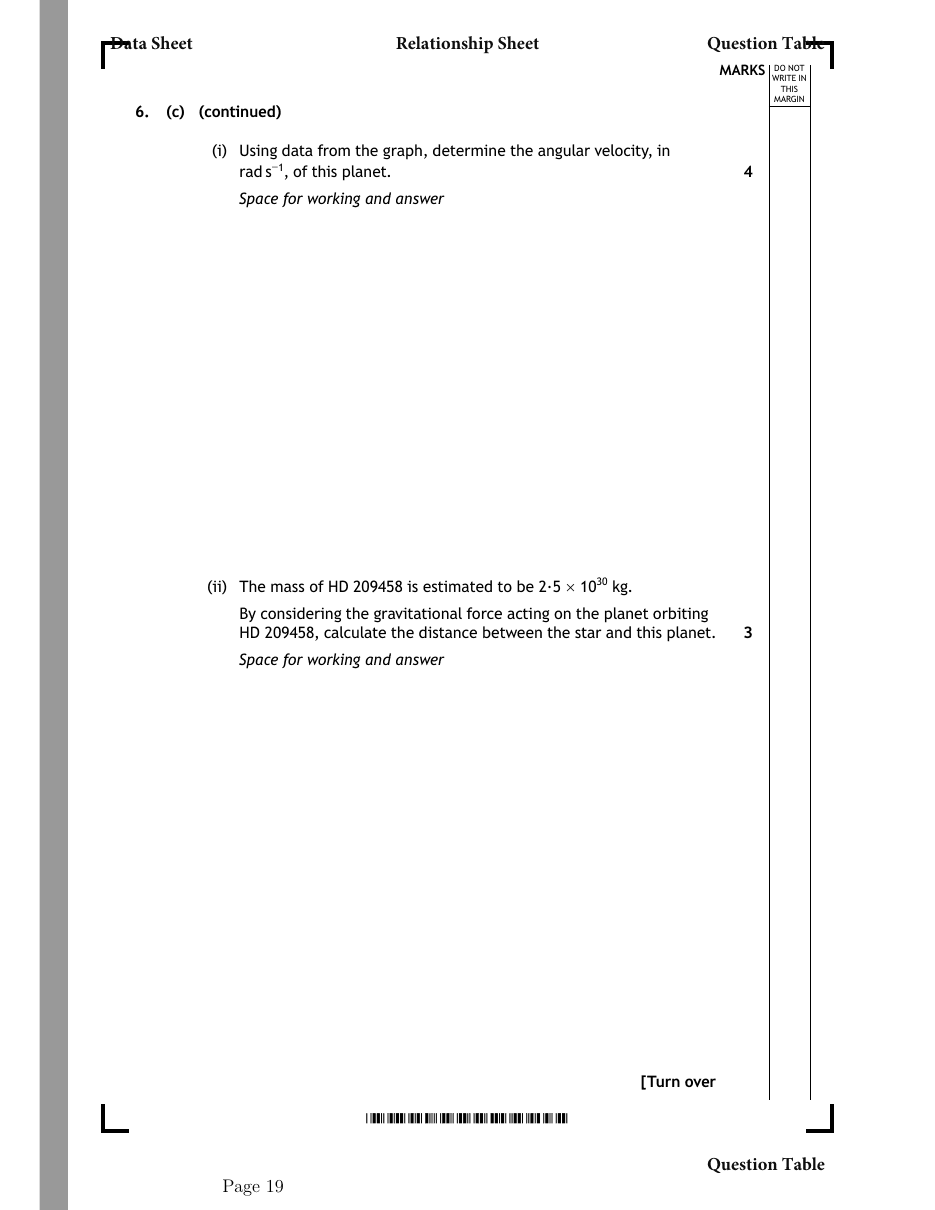 Data Sheet Relationship Sheet Question Table
MARKS
DO NOT
WRITE IN
THIS
MARGIN
6. (c) (continued)
(i) Using data from the graph, determine the angular velocity, in
rad s⁻¹, of this planet. 4
Space for working and answer
(ii) The mass of HD 209458 is estimated to be 2·5 × 10³⁰ kg.
By considering the gravitational force acting on the planet orbiting
HD 209458, calculate the distance between the star and this planet. 3
Space for working and answer
[Turn over
Question Table
Page 19